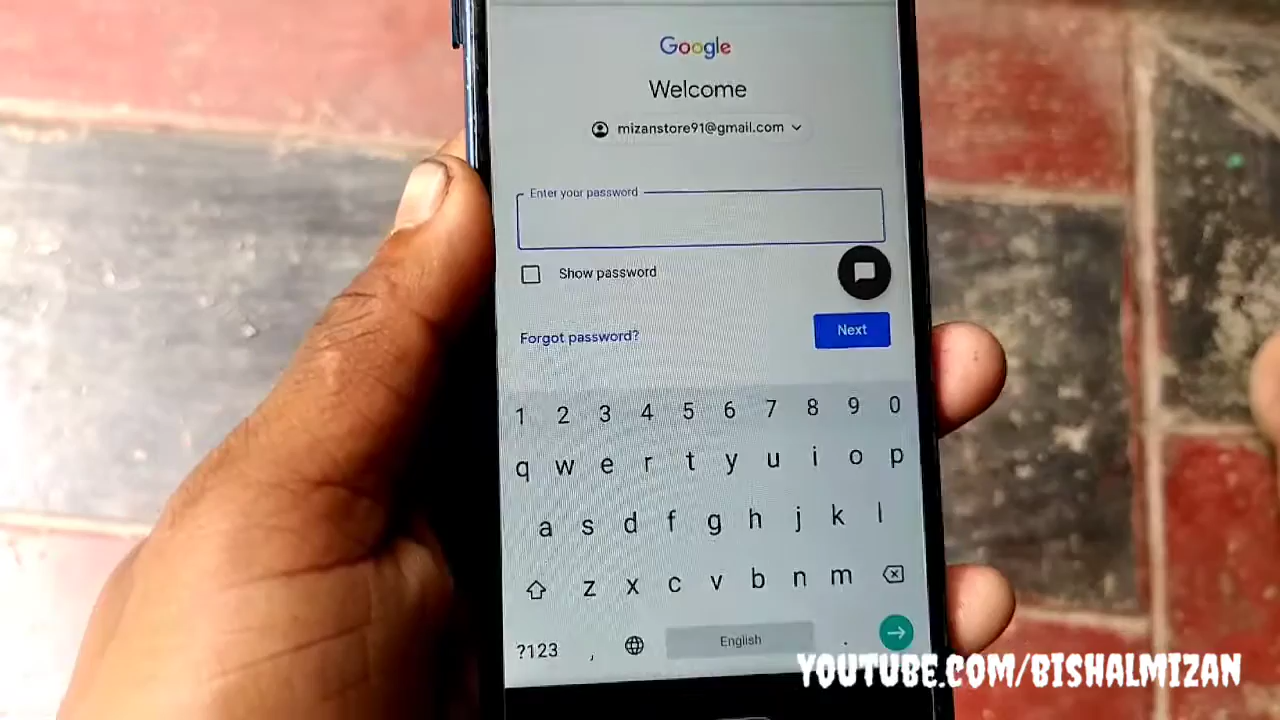 Google
Welcome
mizanstore91@gmail.com
Enter your password
Show password
Forgot password?
Next
1 2 3 4 5 6 7 8 9 0
q w e r t y u i o p
a s d f g h j k l
z x c v b n m
?123 , English .
YOUTUBE.COM/BISHALMIZAN